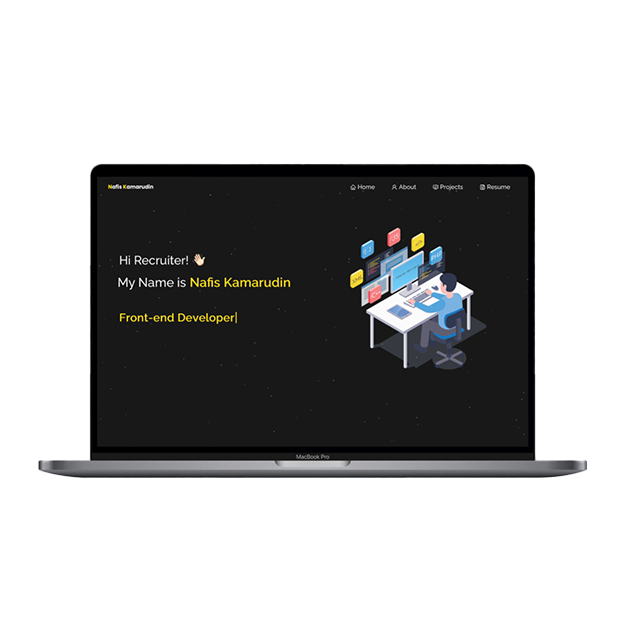 Nafis Kamarudin
Home About Projects Resume
Hi Recruiter! 👋🏻
My Name is Nafis Kamarudin
Front-end Developer|
MacBook Pro